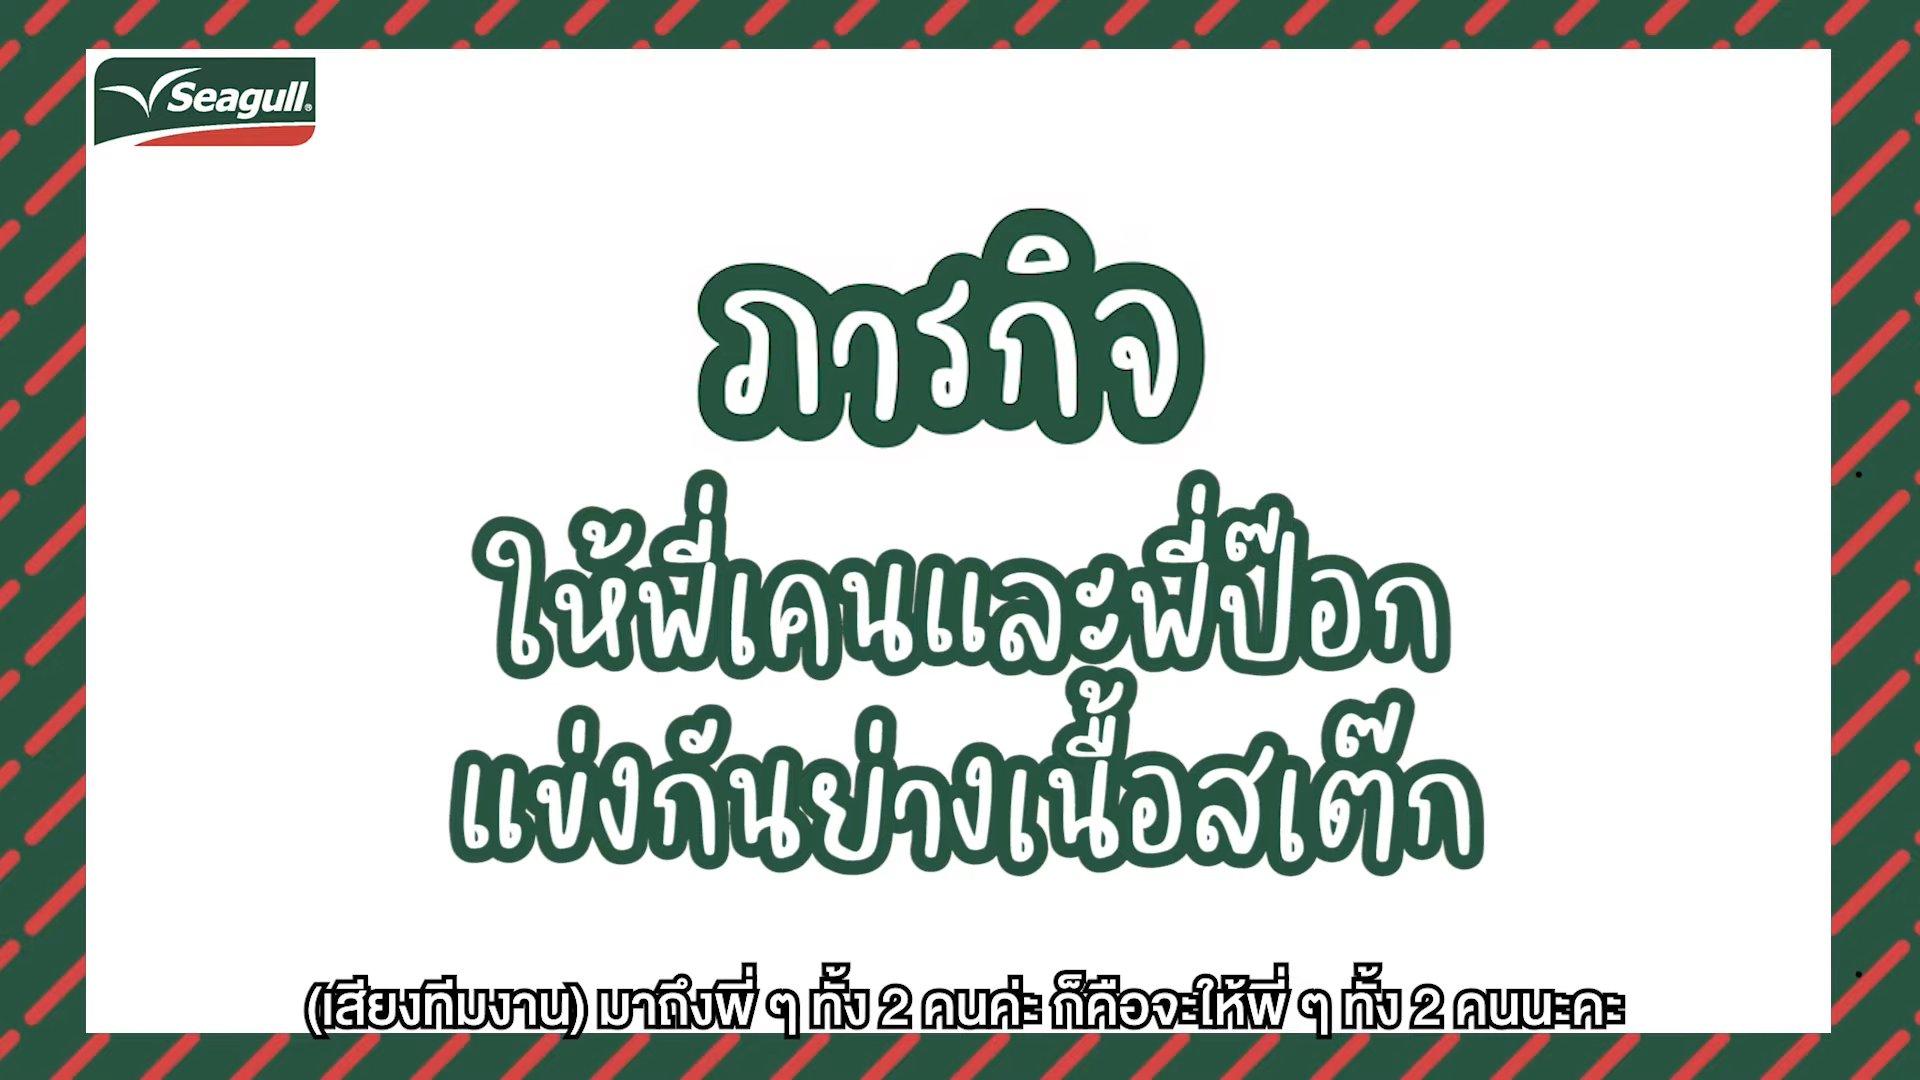 Seagull®
ภารกิจ
ให้พี่เคนและพี่ป๊อก
แข่งกันย่างเนื้อสเต๊ก
(เสียงทีมงาน) มาถึงพี่ ๆ ทั้ง 2 คนค่ะ ก็คือจะให้พี่ ๆ ทั้ง 2 คนนะคะ